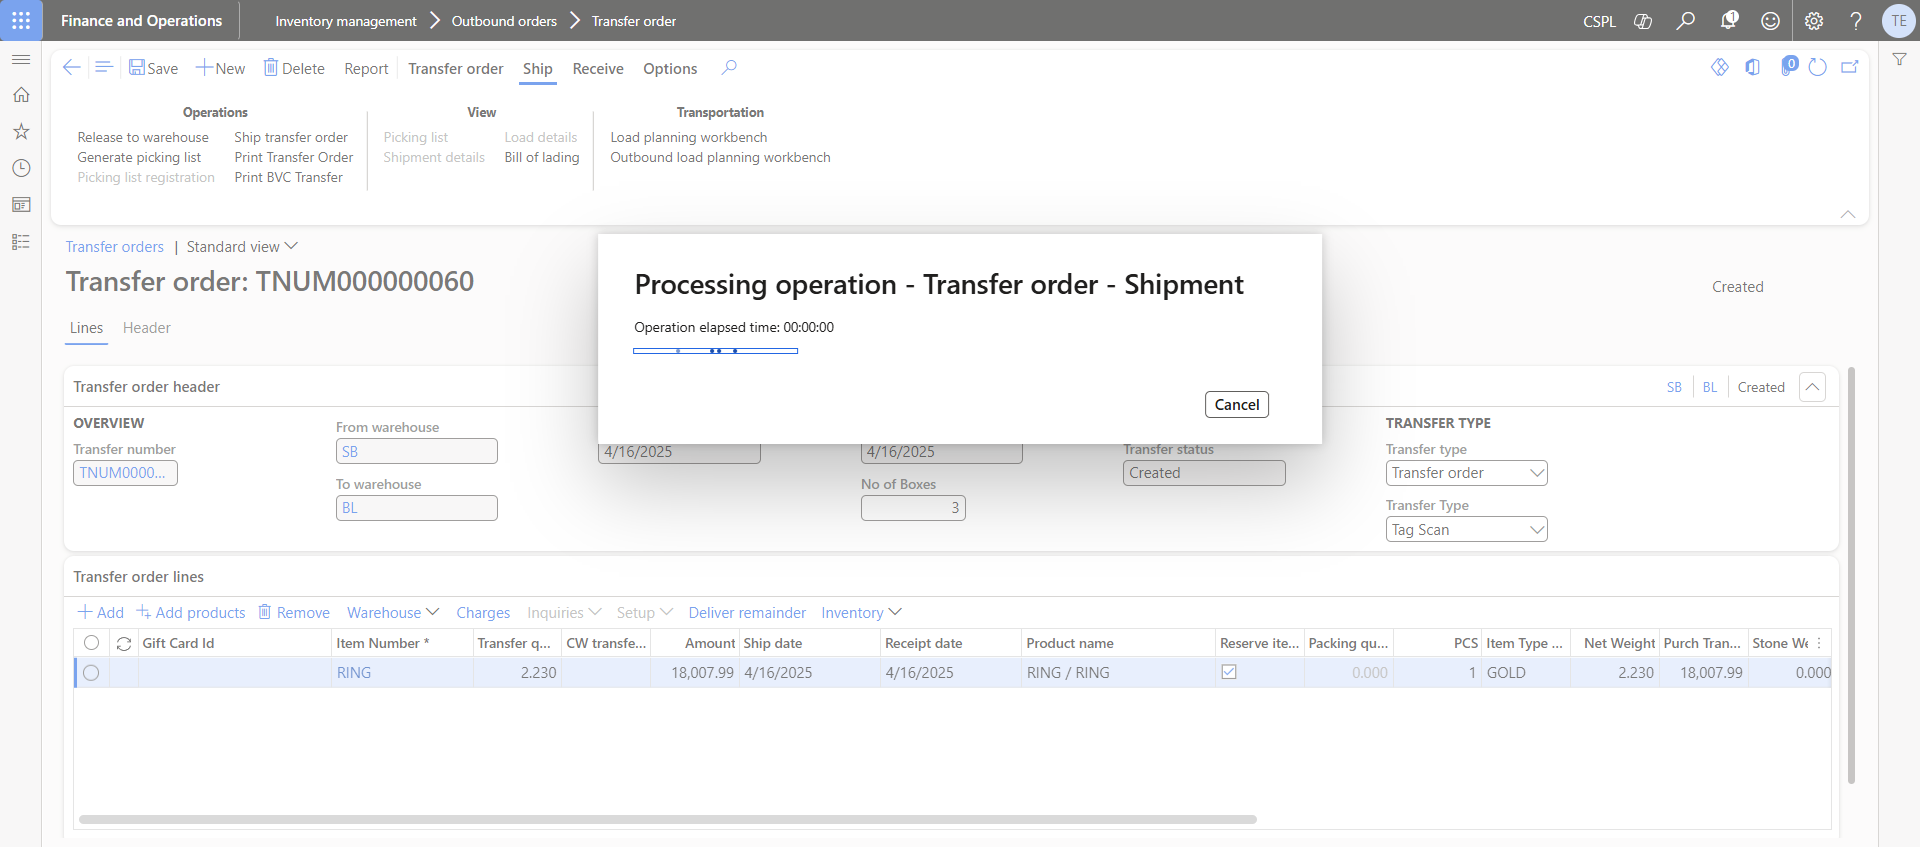 Finance and Operations
Inventory management
Outbound orders
Transfer order
CSPL
1
TE
Save
New
Delete
Report
Transfer order
Ship
Receive
Options
0
Operations
View
Transportation
Release to warehouse
Ship transfer order
Picking list
Load details
Load planning workbench
Generate picking list
Print Transfer Order
Shipment details
Bill of lading
Outbound load planning workbench
Picking list registration
Print BVC Transfer
Transfer orders | Standard view
Transfer order: TNUM000000060
Created
Lines
Header
Processing operation - Transfer order - Shipment
Operation elapsed time: 00:00:00
Cancel
Transfer order header
SB
BL
Created
OVERVIEW
Transfer number
TNUM0000...
From warehouse
SB
To warehouse
BL
4/16/2025
4/16/2025
No of Boxes
3
Transfer status
Created
TRANSFER TYPE
Transfer type
Transfer order
Transfer Type
Tag Scan
Transfer order lines
Add
Add products
Remove
Warehouse
Charges
Inquiries
Setup
Deliver remainder
Inventory
Gift Card Id
Item Number *
Transfer q...
CW transfe...
Amount
Ship date
Receipt date
Product name
Reserve ite...
Packing qu...
PCS
Item Type ...
Net Weight
Purch Tran...
Stone We
RING
2.230
18,007.99
4/16/2025
4/16/2025
RING / RING
0.000
1
GOLD
2.230
18,007.99
0.000